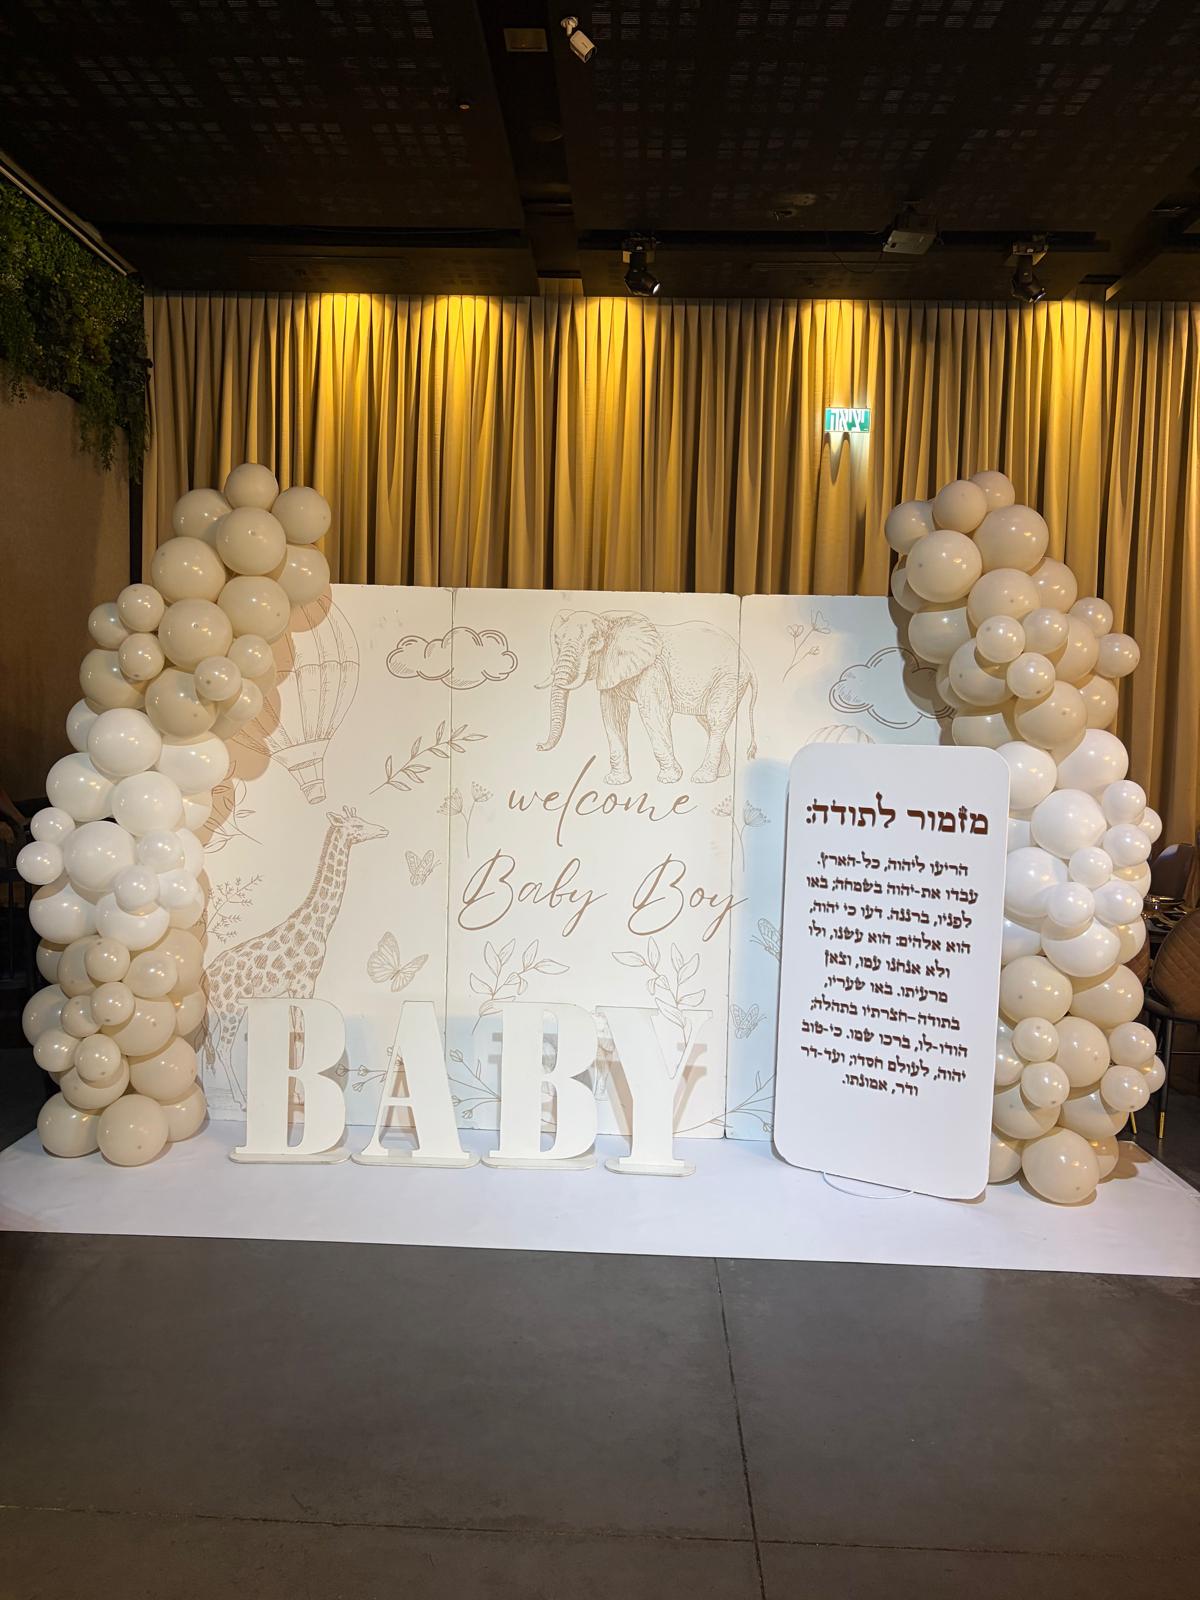 יציאה
welcome
Baby Boy
BABY
מזמור לתודה:
הריעו ליהוה, כל-הארץ.
עבדו את-יהוה בשמחה; באו
לפניו, ברננה. דעו כי יהוה,
הוא אלהים: הוא עשנו, ולו
ולא אנחנו עמו, וצאן
מרעיתו. באו שעריו,
בתודה-חצרתיו בתהלה;
הודו-לו, ברכו שמו. כי-טוב
יהוה, לעולם חסדו; ועד-דר
ודר, אמונתו.